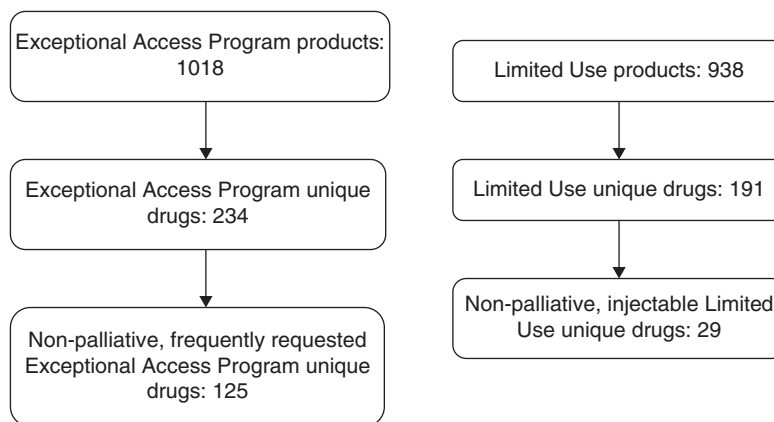 Exceptional Access Program products:
1018
Exceptional Access Program unique
drugs: 234
Non-palliative, frequently requested
Exceptional Access Program unique
drugs: 125
Limited Use products: 938
Limited Use unique drugs: 191
Non-palliative, injectable Limited
Use unique drugs: 29